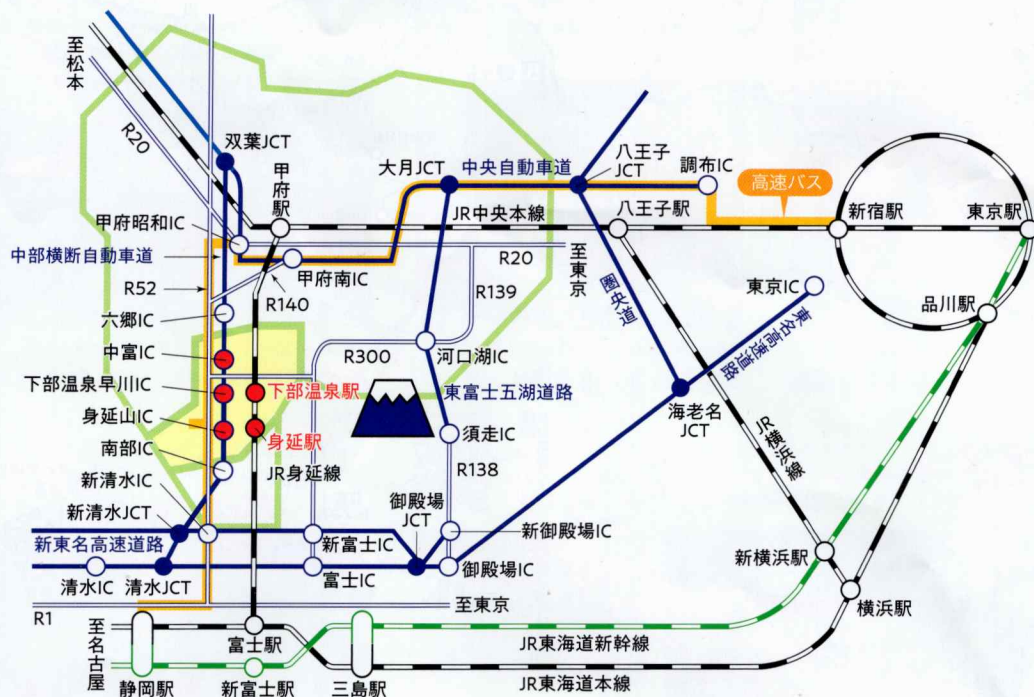 至松本
R20
双葉JCT
甲府駅
大月JCT
中央自動車道
八王子
JCT
調布IC
高速バス
甲府昭和IC
JR中央本線
八王子駅
新宿駅
東京駅
中部横断自動車道
甲府南IC
R20
至東京
R52
R140
R139
圏央道
東京IC
品川駅
六郷IC
R300
河口湖IC
東名高速道路
中富IC
下部温泉早川IC
下部温泉駅
東富士五湖道路
海老名
JCT
身延山IC
身延駅
須走IC
JR横浜線
南部IC
JR身延線
R138
新清水IC
新清水JCT
御殿場
JCT
新東名高速道路
新富士IC
新御殿場IC
新横浜駅
清水IC
清水JCT
富士IC
御殿場IC
横浜駅
R1
至東京
至名古屋
富士駅
JR東海道新幹線
静岡駅
新富士駅
三島駅
JR東海道本線